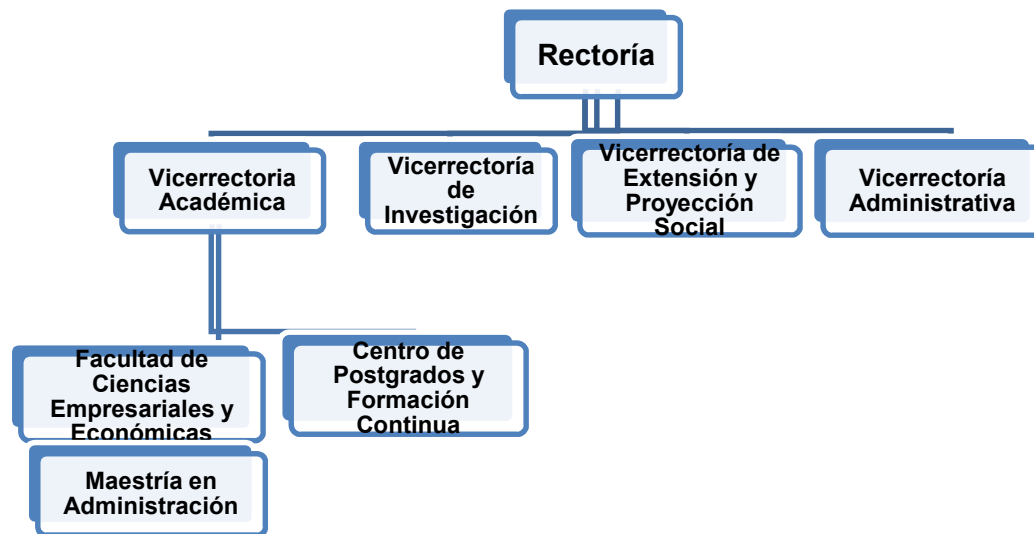 Rectoría
Vicerrectoria
Académica
Vicerrectoría
de
Investigación
Vicerrectoría de
Extensión y
Proyección
Social
Vicerrectoría
Administrativa
Facultad de
Ciencias
Empresariales y
Económicas
Centro de
Postgrados y
Formación
Continua
Maestría en
Administración